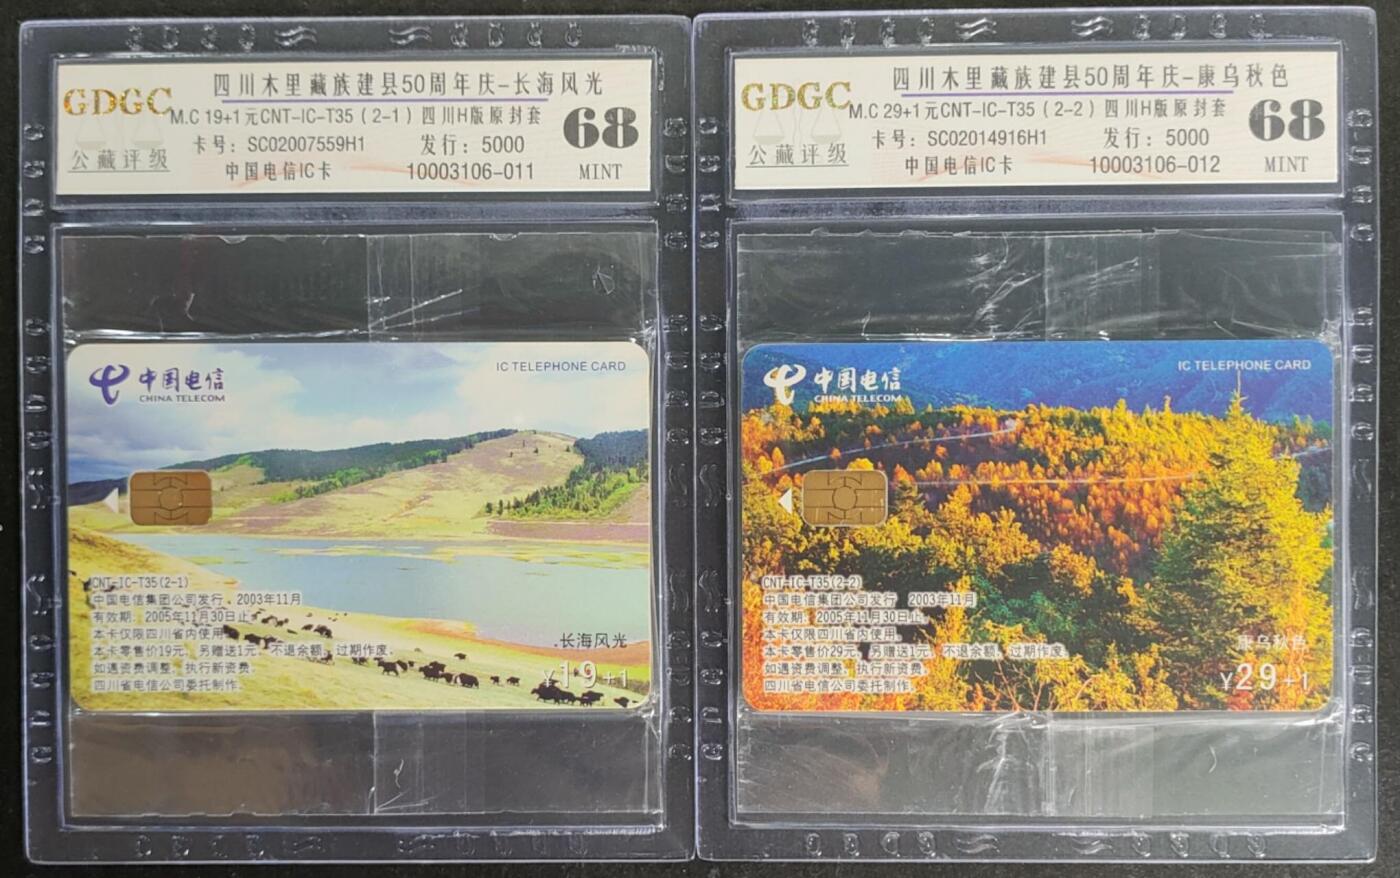 GDGC
公藏评级
四川木里藏族建县50周年庆-长海风光
M.C 19+1元CNT-IC-T35（2-1）四川H版原封套
卡号：SC02007559H1 发行：5000
中国电信IC卡 10003106-011
68
MINT
GDGC
公藏评级
四川木里藏族建县50周年庆-康乌秋色
M.C 29+1元CNT-IC-T35（2-2）四川H版原封套
卡号：SC02014916H1 发行：5000
中国电信IC卡 10003106-012
68
MINT
中国电信
CHINA TELECOM
IC TELEPHONE CARD
CNT-IC-T35(2-1)
中国电信集团公司发行 2003年11月
有效期：2005年11月30日止。
本卡仅限四川省内使用。
本卡零售价19元，另赠送1元，不退余额，过期作废。
如遇资费调整，执行新资费。
四川省电信公司委托制作。
长海风光
¥19+1
中国电信
CHINA TELECOM
IC TELEPHONE CARD
CNT-IC-T35(2-2)
中国电信集团公司发行 2003年11月
有效期：2005年11月30日止。
本卡仅限四川省内使用。
本卡零售价29元，另赠送1元，不退余额，过期作废。
如遇资费调整，执行新资费。
四川省电信公司委托制作。
康乌秋色
¥29+1